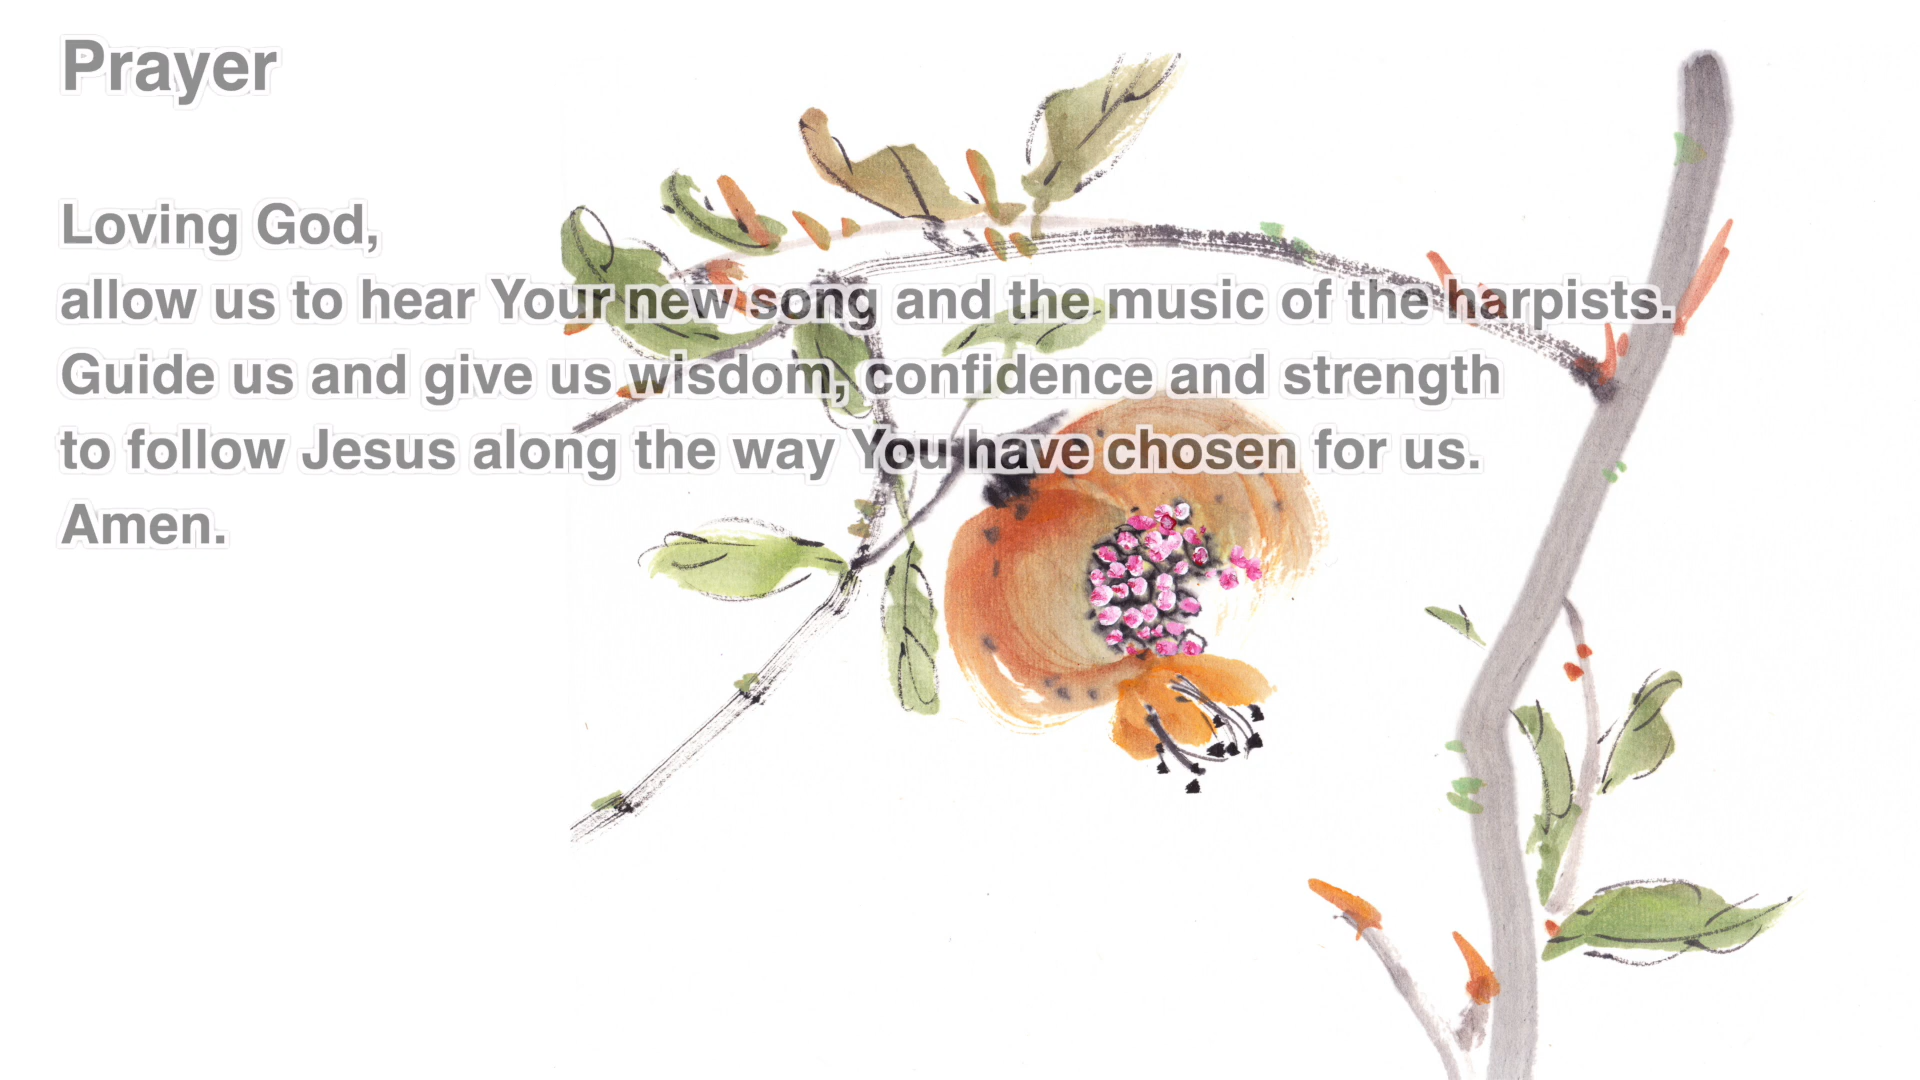 Prayer
Loving God,
allow us to hear Your new song and the music of the harpists.
Guide us and give us wisdom, confidence and strength
to follow Jesus along the way You have chosen for us.
Amen.